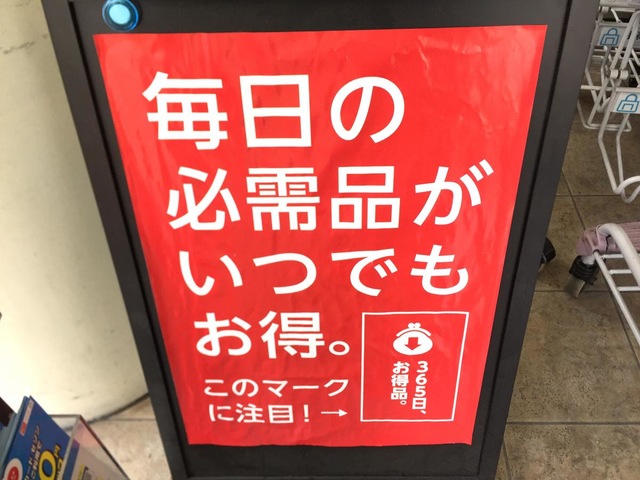 毎日の
必需品が
いつでも
お得。
このマーク
に注目！→
365日、
お得品。